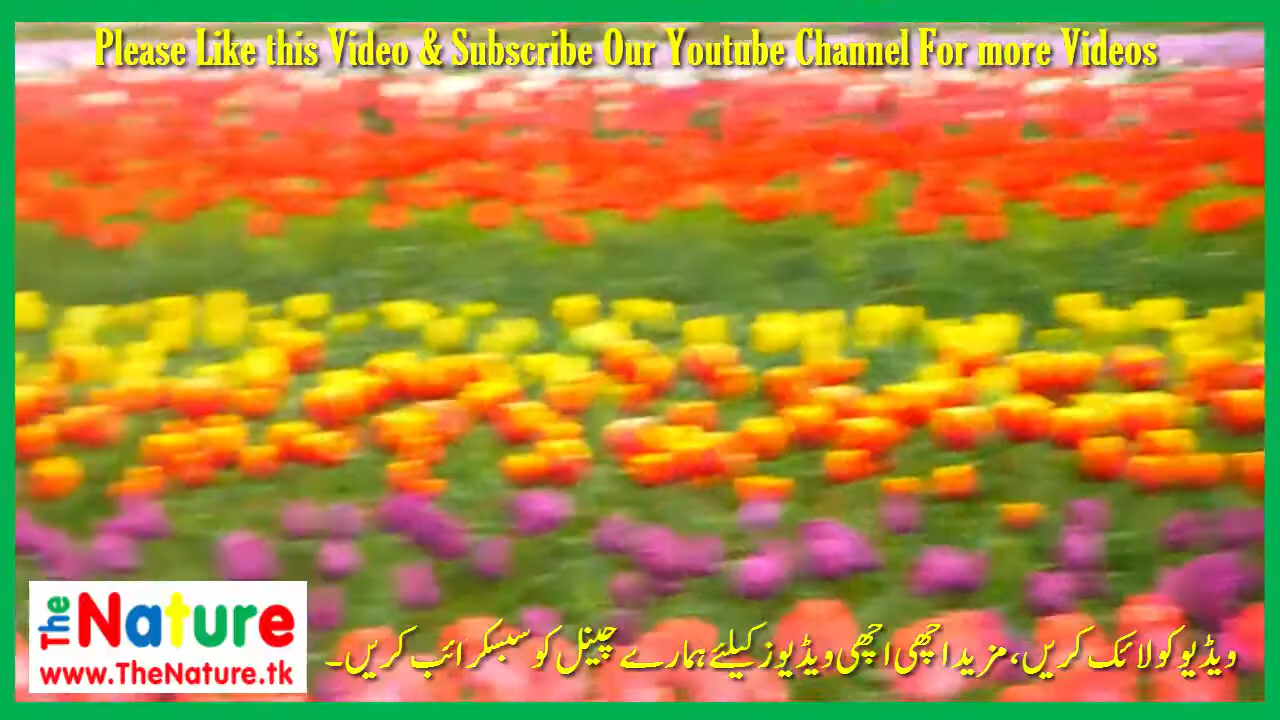 Please Like this Video & Subscribe Our Youtube Channel For more Videos
The Nature
www.TheNature.tk
ویڈیو کو لائک کریں، مزید اچھی اچھی ویڈیوز کیلئے ہمارے چینل کو سبسکرائب کریں۔